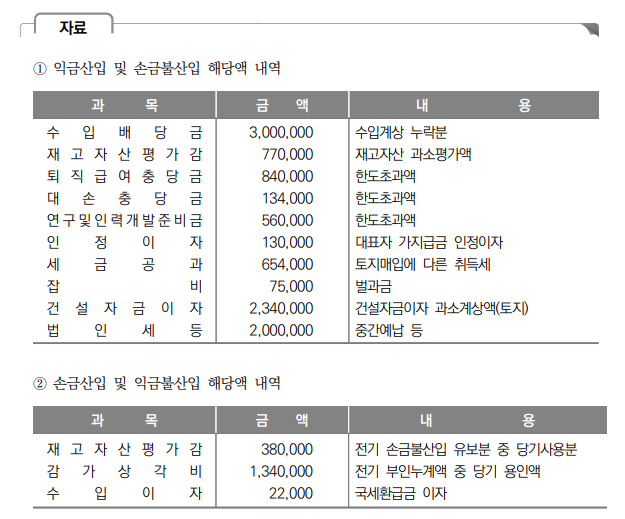 자료
① 익금산입 및 손금불산입 해당액 내역
과 목 금 액 내 용
수 입 배 당 금 3,000,000 수입계상 누락분
재 고 자 산 평 가 감 770,000 재고자산 과소평가액
퇴 직 급 여 충 당 금 840,000 한도초과액
대 손 충 당 금 134,000 한도초과액
연구및인력개발준비금 560,000 한도초과액
인 정 이 자 130,000 대표자 가지급금 인정이자
세 금 공 과 654,000 토지매입에 다른 취득세
잡 비 75,000 벌과금
건 설 자 금 이 자 2,340,000 건설자금이자 과소계상액(토지)
법 인 세 등 2,000,000 중간예납 등
② 손금산입 및 익금불산입 해당액 내역
과 목 금 액 내 용
재 고 자 산 평 가 감 380,000 전기 손금불산입 유보분 중 당기사용분
감 가 상 각 비 1,340,000 전기 부인누계액 중 당기 용인액
수 입 이 자 22,000 국세환급금 이자